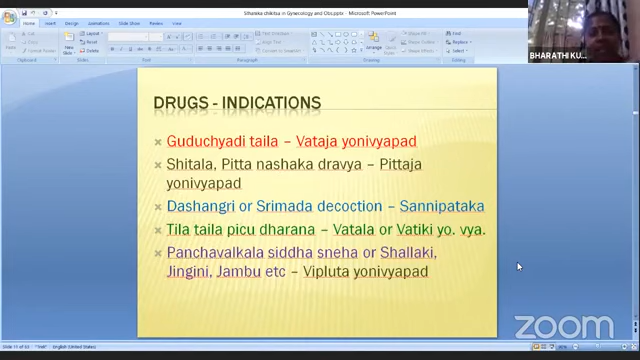 Sthaneka chikitsa in Gynecology and Obs.pptx - Microsoft PowerPoint
Home Insert Design Animations Slide Show Review View
BHARATHI KU...
DRUGS - INDICATIONS
Guduchyadi taila – Vataja yonivyapad
Shitala, Pitta nashaka dravya – Pittaja
yonivyapad
Dashangri or Srimada decoction – Sannipataka
Tila taila picu dharana – Vatala or Vatiki yo. vya.
Panchavalkala siddha sneha or Shallaki,
Jingini, Jambu etc – Vipluta yonivyapad
zoom